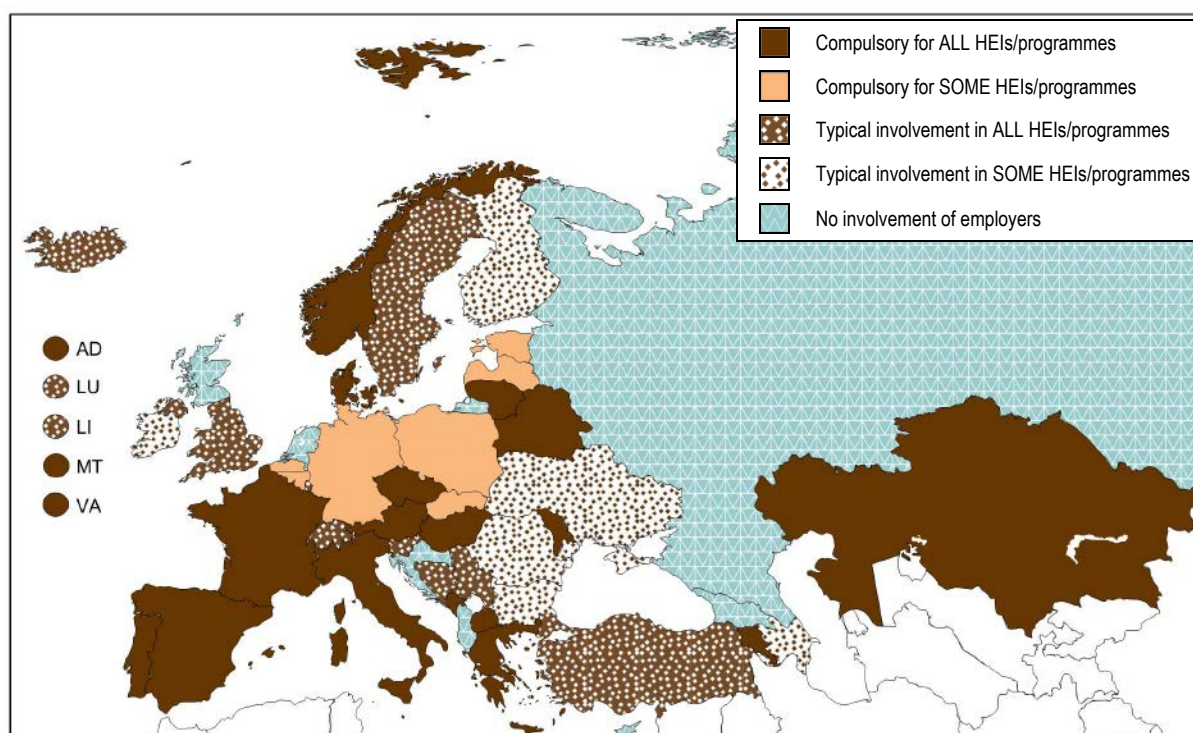 Compulsory for ALL HEIs/programmes
Compulsory for SOME HEIs/programmes
Typical involvement in ALL HEIs/programmes
Typical involvement in SOME HEIs/programmes
No involvement of employers
AD
LU
LI
MT
VA